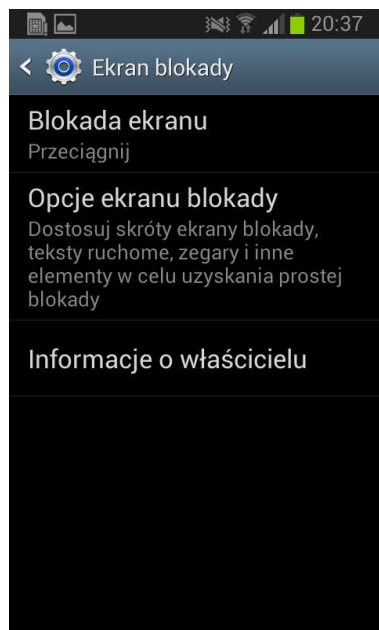 20:37
Ekran blokady
Blokada ekranu
Przeciągnij
Opcje ekranu blokady
Dostosuj skróty ekrany blokady,
teksty ruchome, zegary i inne
elementy w celu uzyskania prostej
blokady
Informacje o właścicielu